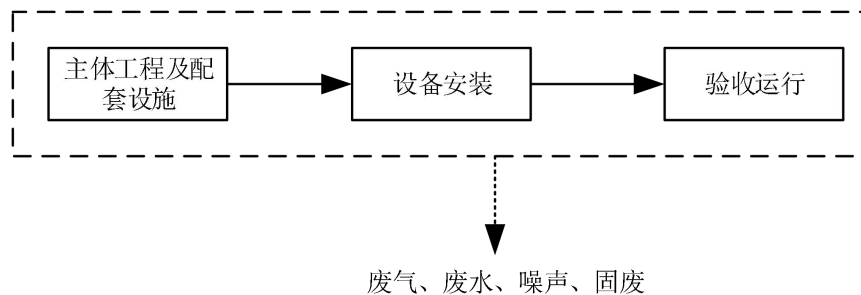 主体工程及配
套设施
设备安装
验收运行
废气、废水、噪声、固废